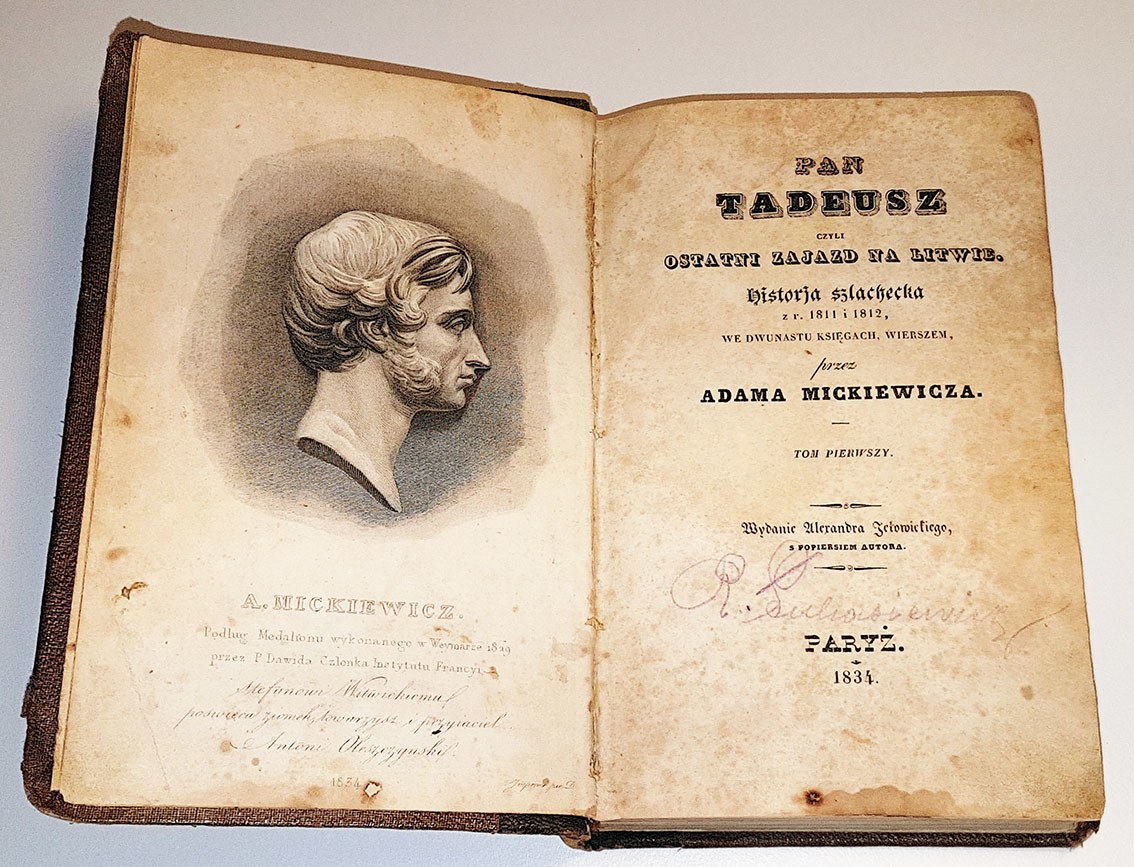 A. MICKIEWICZ.
Podług Medalionu wykonanego w Weymarze 1829
przez P. Dawida Członka Instytutu Francyi
Stefanowi Witwickiemu
poswięca ziomek, towarzysz i przyjaciel
Antoni Oleszczyński.
1834
PAN
TADEUSZ
CZYLI
OSTATNI ZAJAZD NA LITWIE.
Historja szlachecka
z r. 1811 i 1812,
WE DWUNASTU KSIĘGACH, WIERSZEM,
przez
ADAMA MICKIEWICZA.
TOM PIERWSZY.
Wydanie Alexandra Jełowickiego,
S POPIERSIEM AUTORA.
R. Łukasiewicz
PARYŻ.
1834.